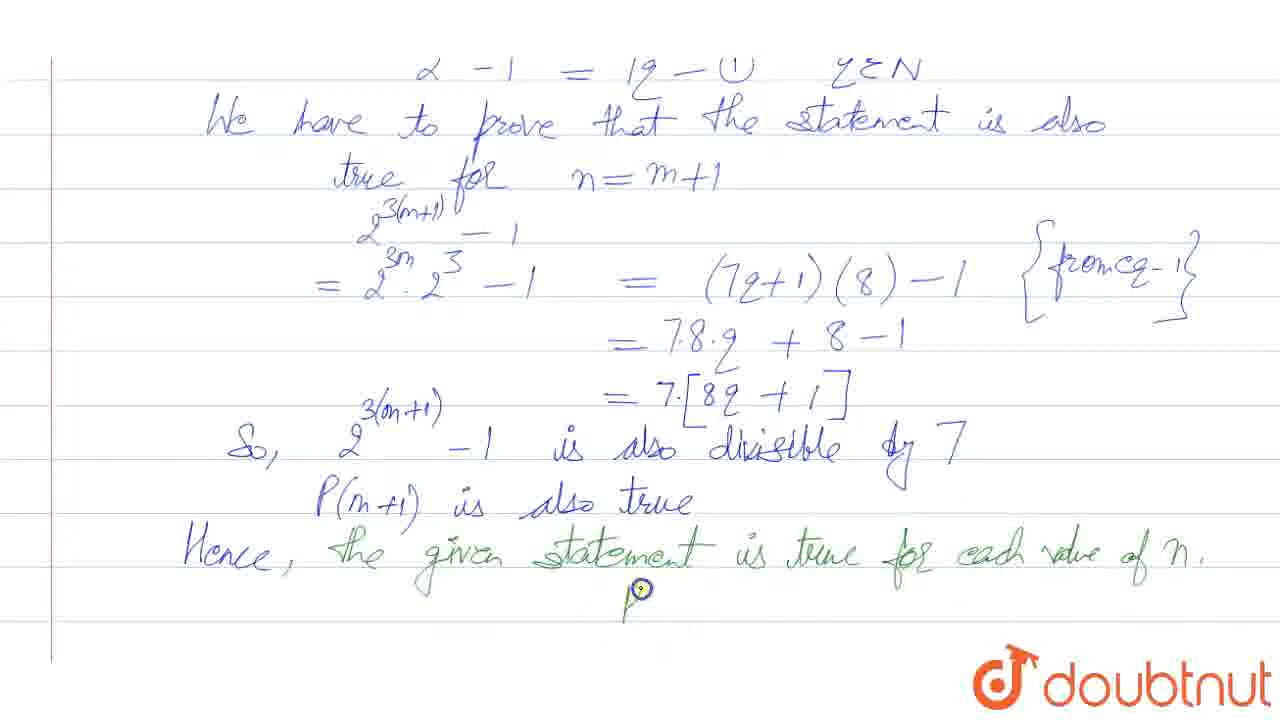 - 1 = - ① q ∈ N
We have to prove that the statement is also
true for n = m+1
2^{3(m+1)} - 1
= 2^{3m} . 2^3 - 1 = (7q+1)(8) - 1 {from eq-1}
= 7.8.q + 8 - 1
= 7.[8q + 1]
So, 2^{3(m+1)} - 1 is also divisible by 7
P(m+1) is also true
Hence, the given statement is true for each value of n.
doubtnut